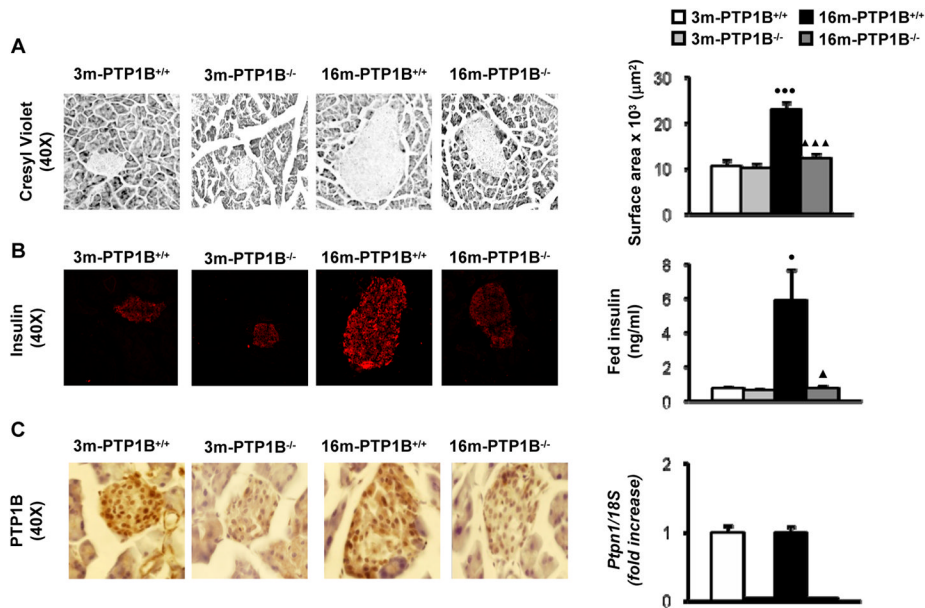 3m-PTP1B+/+ 16m-PTP1B+/+
3m-PTP1B-/- 16m-PTP1B-/-
A
3m-PTP1B+/+ 3m-PTP1B-/- 16m-PTP1B+/+ 16m-PTP1B-/-
Cresyl Violet
(40X)
Surface area x 10³ (μm²)
30
20
10
0
•••
▲▲▲
B
3m-PTP1B+/+ 3m-PTP1B-/- 16m-PTP1B+/+ 16m-PTP1B-/-
Insulin
(40X)
Fed insulin
(ng/ml)
8
6
4
2
0
•
▲
C
3m-PTP1B+/+ 3m-PTP1B-/- 16m-PTP1B+/+ 16m-PTP1B-/-
PTP1B
(40X)
Ptpn1/18S
(fold increase)
2
1
0